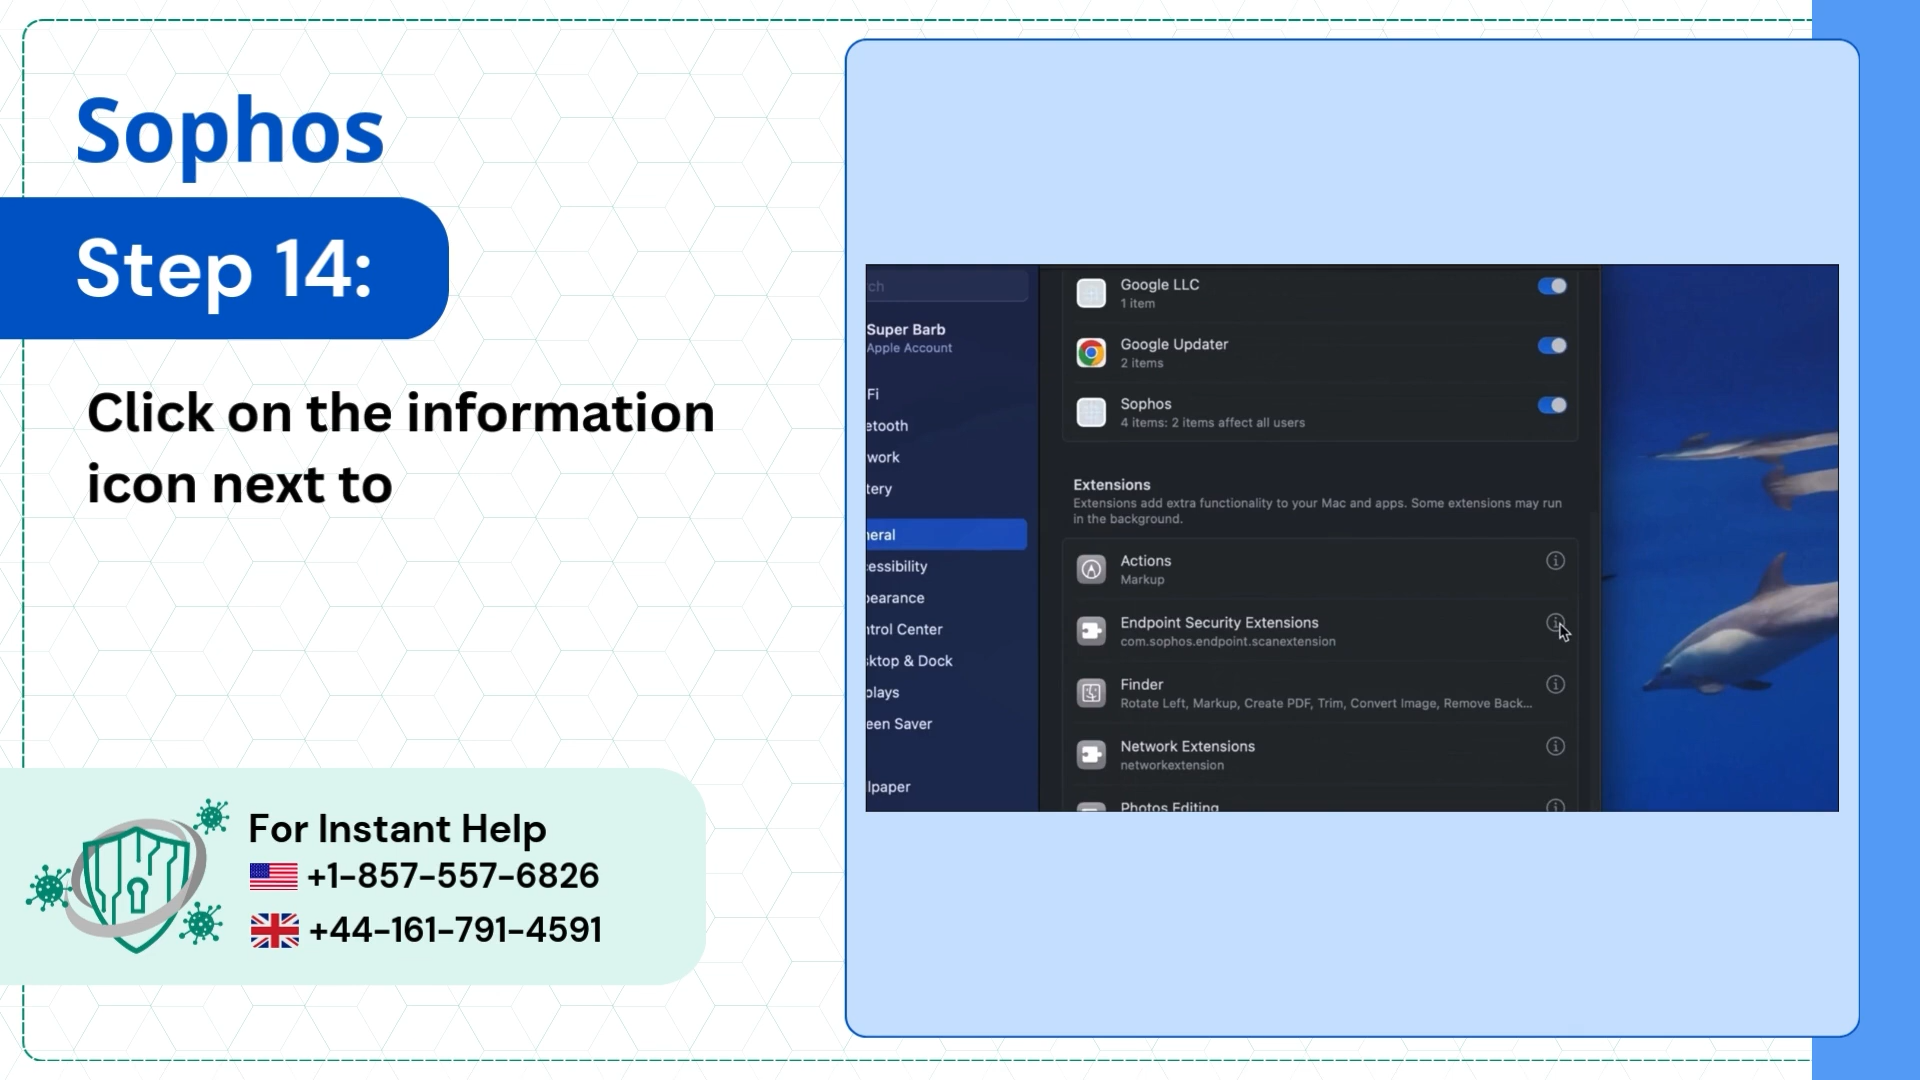 Sophos
Step 14:
Click on the information
icon next to
For Instant Help
+1-857-557-6826
+44-161-791-4591
ch
Super Barb
Apple Account
Fi
etooth
work
tery
neral
cessibility
pearance
ntrol Center
sktop & Dock
plays
een Saver
lpaper
Google LLC
1 item
Google Updater
2 items
Sophos
4 items: 2 items affect all users
Extensions
Extensions add extra functionality to your Mac and apps. Some extensions may run
in the background.
Actions
Markup
Endpoint Security Extensions
com.sophos.endpoint.scanextension
Finder
Rotate Left, Markup, Create PDF, Trim, Convert Image, Remove Back...
Network Extensions
networkextension
Photos Editing